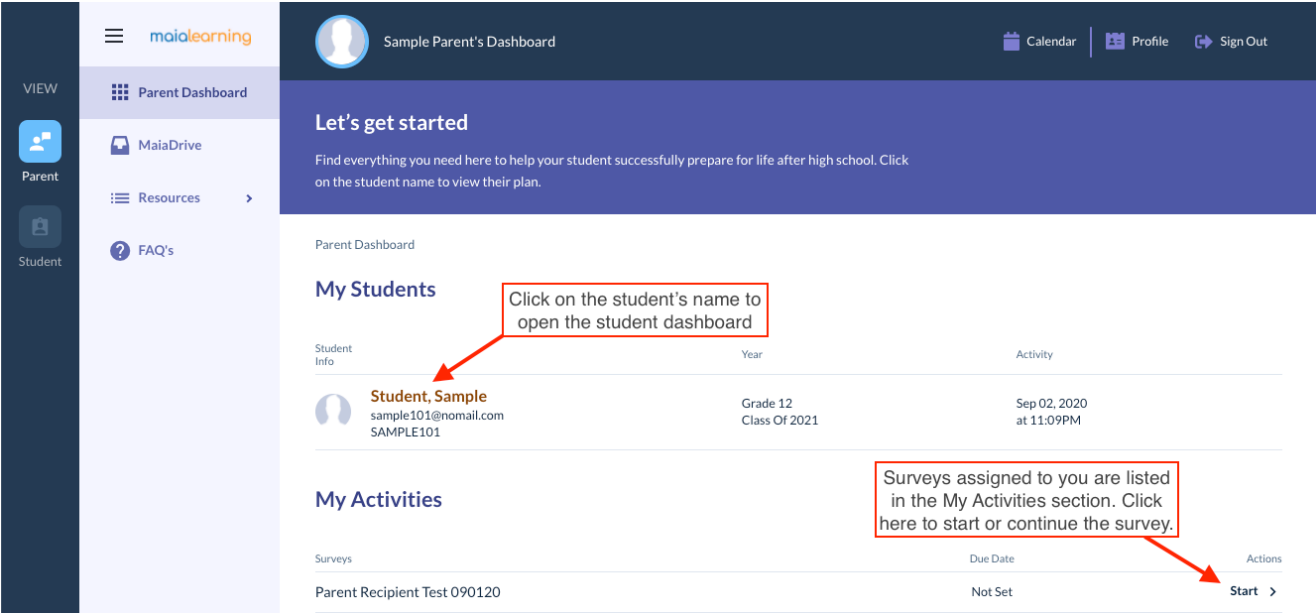 VIEW
Parent
Student
maialearning
Parent Dashboard
MaiaDrive
Resources
FAQ's
Sample Parent's Dashboard
Calendar
Profile
Sign Out
Let's get started
Find everything you need here to help your student successfully prepare for life after high school. Click
on the student name to view their plan.
Parent Dashboard
My Students
Click on the student's name to
open the student dashboard
Student
Info
Year
Activity
Student, Sample
sample101@nomail.com
SAMPLE101
Grade 12
Class Of 2021
Sep 02, 2020
at 11:09PM
My Activities
Surveys assigned to you are listed
in the My Activities section. Click
here to start or continue the survey.
Surveys
Due Date
Actions
Parent Recipient Test 090120
Not Set
Start